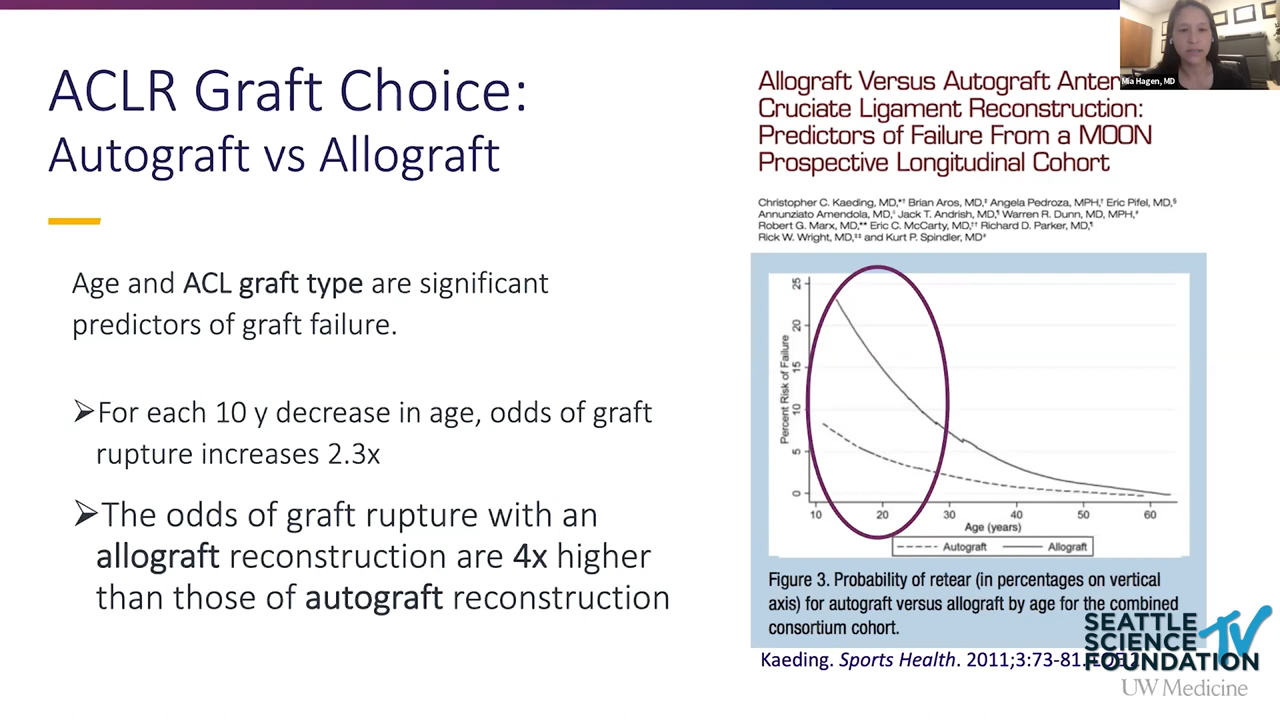 ACLR Graft Choice:
Autograft vs Allograft
Age and ACL graft type are significant
predictors of graft failure.
➢For each 10 y decrease in age, odds of graft
rupture increases 2.3x
➢The odds of graft rupture with an
allograft reconstruction are 4x higher
than those of autograft reconstruction
Mia Hagen, MD
Allograft Versus Autograft Anter
Cruciate Ligament Reconstruction:
Predictors of Failure From a MOON
Prospective Longitudinal Cohort
Christopher C. Kaeding, MD,*† Brian Aros, MD,‡ Angela Pedroza, MPH,† Eric Pifel, MD,§
Annunziato Amendola, MD,‖ Jack T. Andrish, MD,¶ Warren R. Dunn, MD, MPH,#
Robert G. Marx, MD,** Eric C. McCarty, MD,†† Richard D. Parker, MD,¶
Rick W. Wright, MD,‡‡ and Kurt P. Spindler, MD#
Percent Risk of Failure
25
20
15
10
5
0
10 20 30 40 50 60
Age (years)
Autograft Allograft
Figure 3. Probability of retear (in percentages on vertical
axis) for autograft versus allograft by age for the combined
consortium cohort.
Kaeding. Sports Health. 2011;3:73-81.
SEATTLE
SCIENCE
FOUNDATION
TV
UW Medicine